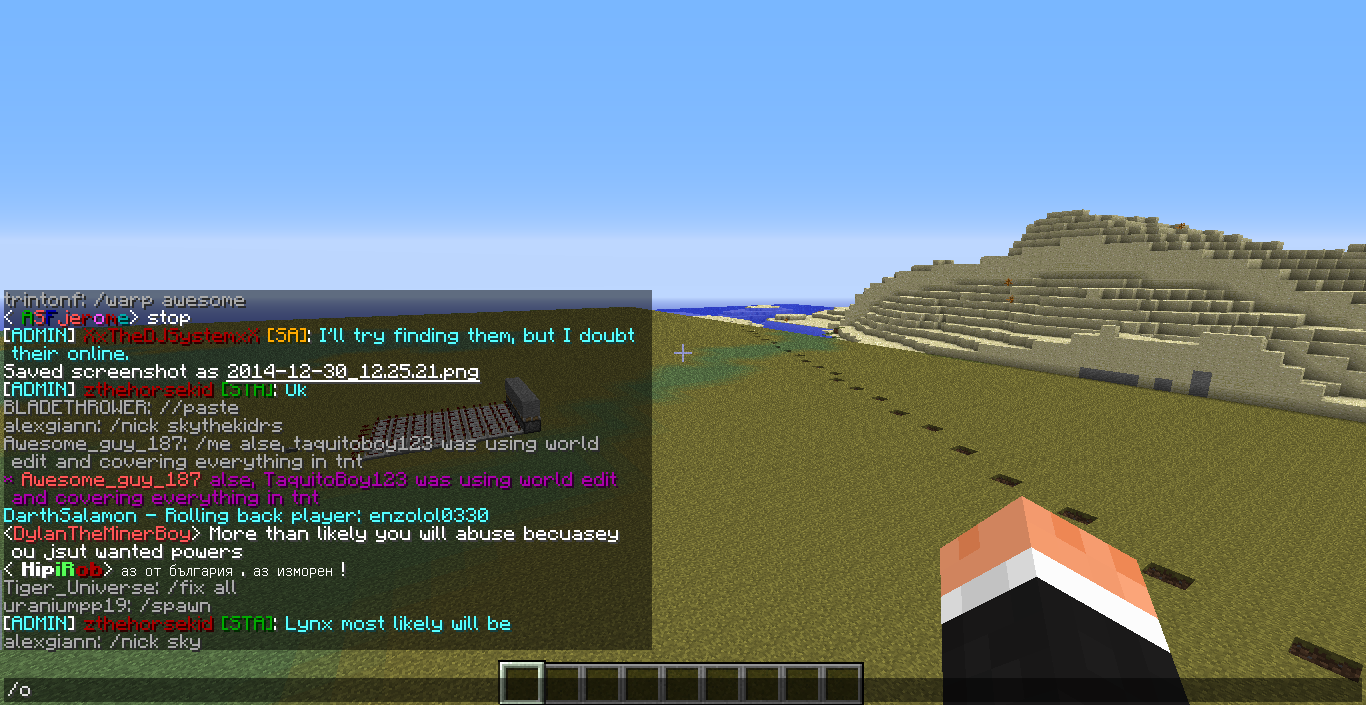 trintonf: /warp awesome
< ASFjerome> stop
[ADMIN] XxTheDJSystemxX [SA]: I'll try finding them, but I doubt
their online.
Saved screenshot as 2014-12-30_12.25.21.png
[ADMIN] zthehorsekid [STA]: Uk
BLADETHROWER: //paste
alexgiann: /nick skythekidrs
Awesome_guy_187: /me alse, taquitoboy123 was using world
edit and covering everything in tnt
* Awesome_guy_187 alse, TaquitoBoy123 was using world edit
and covering everything in tnt
DarthSalamon - Rolling back player: enzolol0330
<DylanTheMinerBoy> More than likely you will abuse becuasey
ou jsut wanted powers
< HipiRob> аз от българия . аз изморен !
Tiger_Universe: /fix all
uraniumpp19: /spawn
[ADMIN] zthehorsekid [STA]: Lynx most likely will be
alexgiann: /nick sky
/o